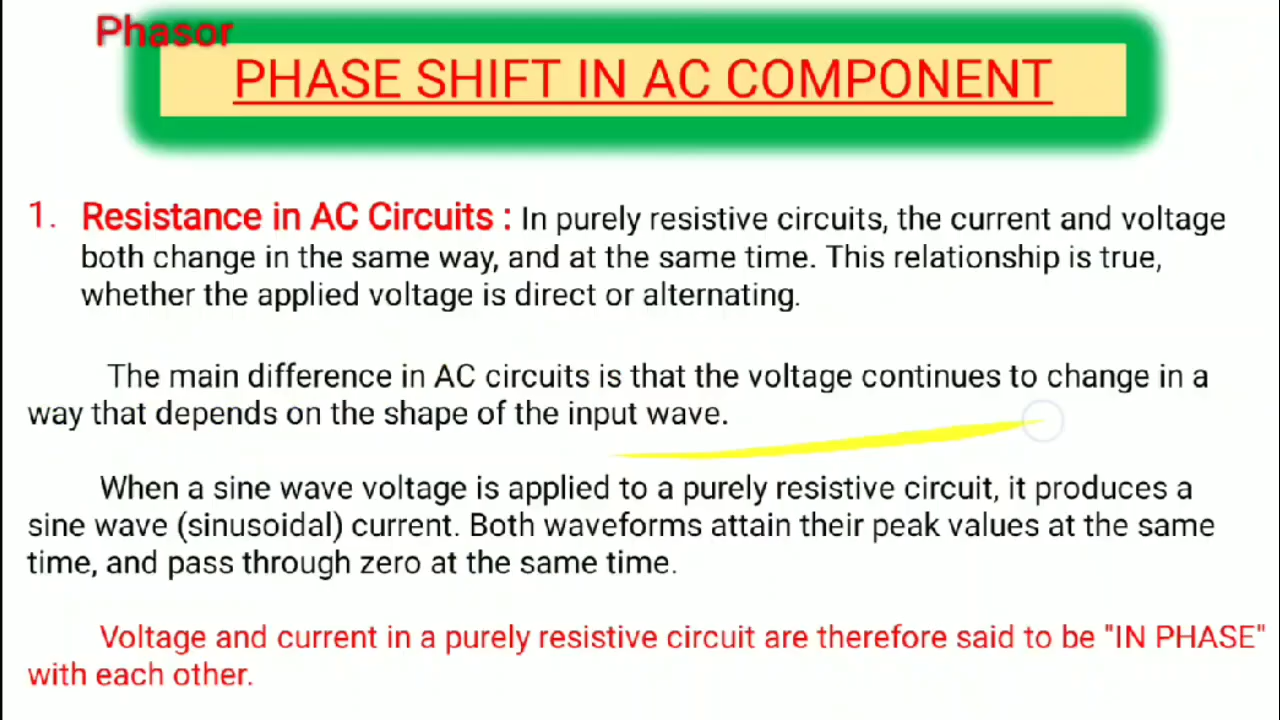 Phasor
PHASE SHIFT IN AC COMPONENT
1. Resistance in AC Circuits : In purely resistive circuits, the current and voltage
both change in the same way, and at the same time. This relationship is true,
whether the applied voltage is direct or alternating.
The main difference in AC circuits is that the voltage continues to change in a
way that depends on the shape of the input wave.
When a sine wave voltage is applied to a purely resistive circuit, it produces a
sine wave (sinusoidal) current. Both waveforms attain their peak values at the same
time, and pass through zero at the same time.
Voltage and current in a purely resistive circuit are therefore said to be "IN PHASE"
with each other.